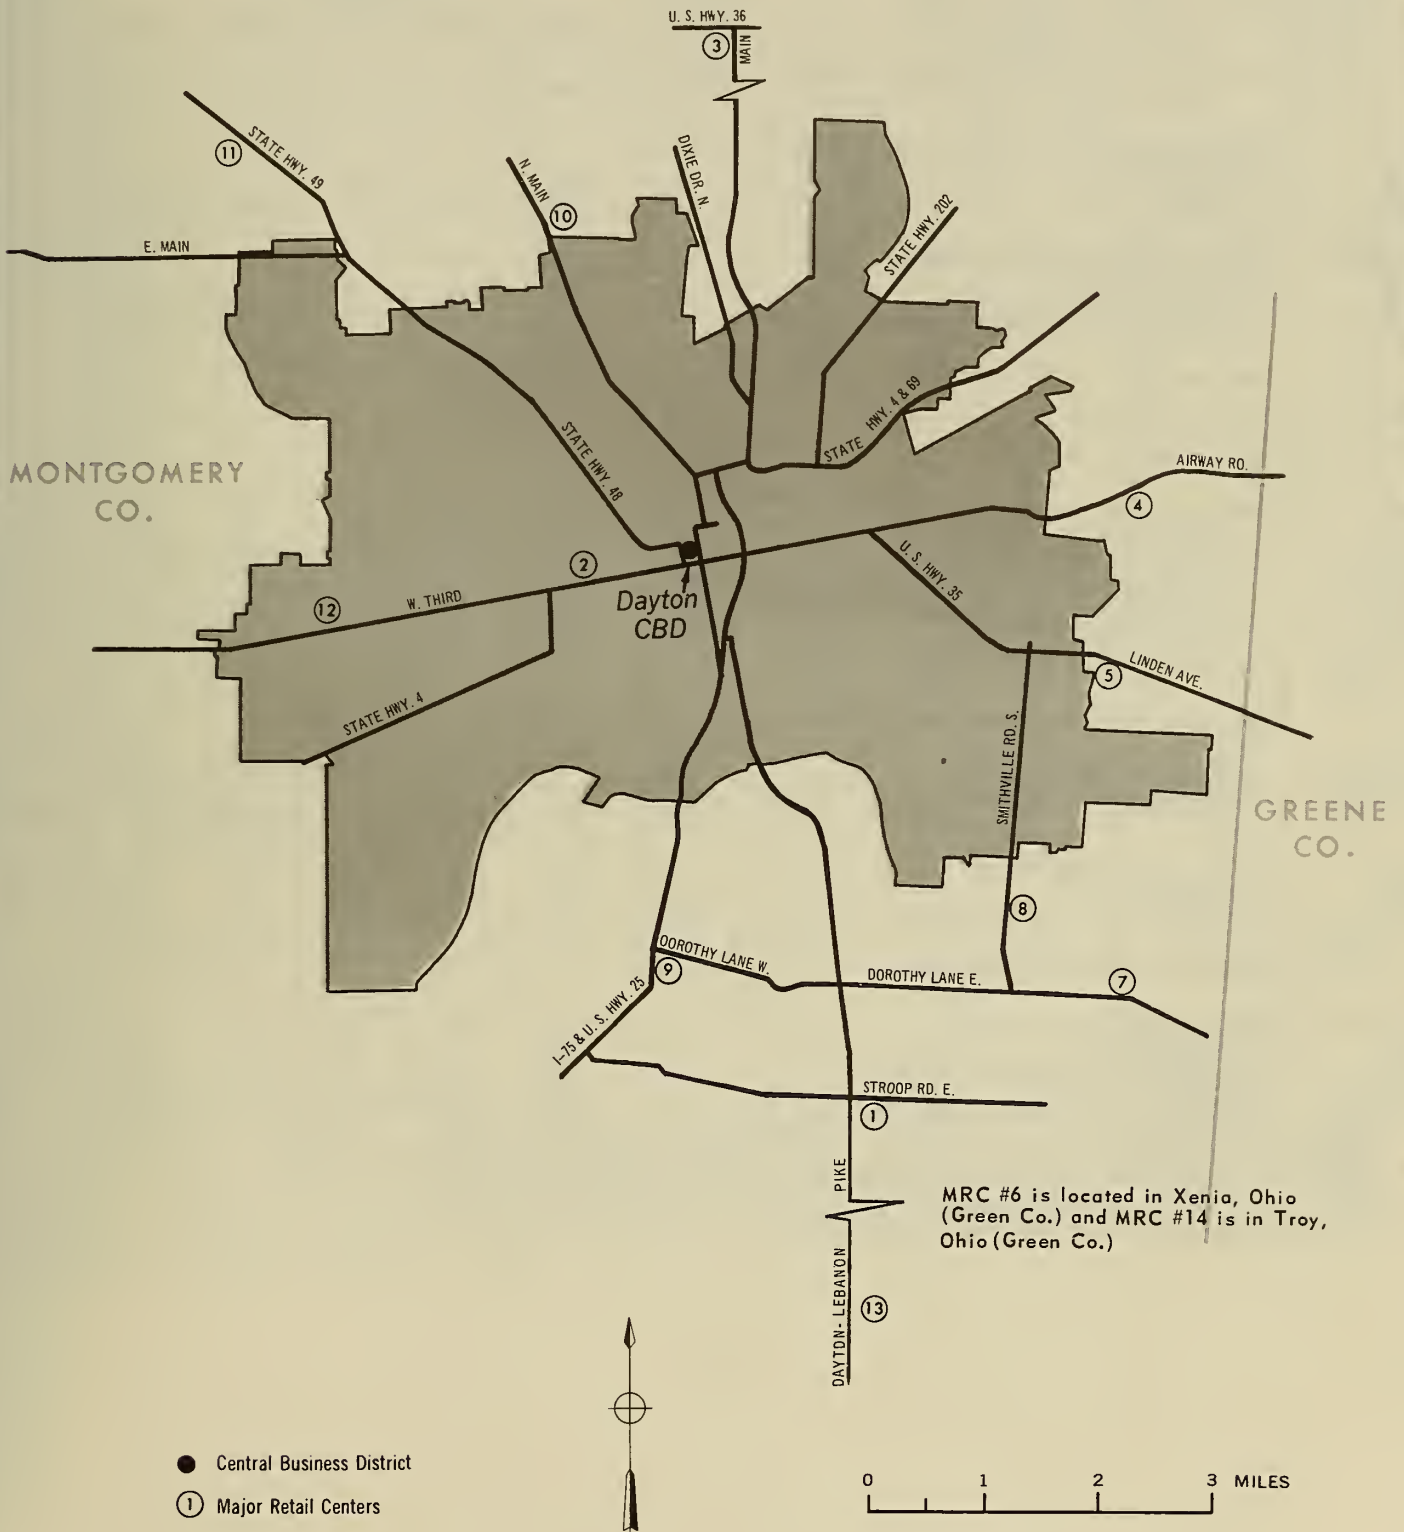 U. S. HWY. 36
3
MAIN
STATE HWY. 49
11
N. MAIN
10
DIXIE DR. N.
STATE HWY. 202
E. MAIN
STATE HWY. 4 & 69
STATE HWY. 48
MONTGOMERY
CO.
AIRWAY RO.
4
2
U. S. HWY. 35
12
W. THIRD
Dayton
CBD
LINDEN AVE.
5
STATE HWY. 4
SMITHVILLE RD. S.
GREENE
CO.
8
DOROTHY LANE W.
9
DOROTHY LANE E.
7
I-75 & U. S. HWY. 25
STROOP RD. E.
1
DAYTON-LEBANON PIKE
MRC #6 is located in Xenia, Ohio
(Green Co.) and MRC #14 is in Troy,
Ohio (Green Co.)
13
Central Business District
1 Major Retail Centers
0 1 2 3 MILES